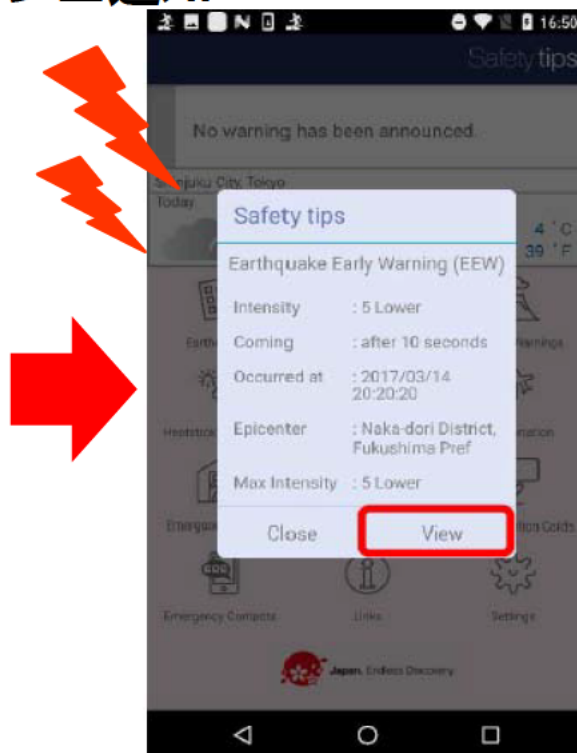 16:50
Safety tips
No warning has been announced.
Shinjuku City, Tokyo
Today
4 °C
39 °F
Safety tips
Earthquake Early Warning (EEW)
Intensity : 5 Lower
Coming : after 10 seconds
Occurred at : 2017/03/14
20:20:20
Epicenter : Naka-dori District,
Fukushima Pref
Max Intensity : 5 Lower
Close View
Emergency Contacts Links Settings
Japan. Endless Discovery.